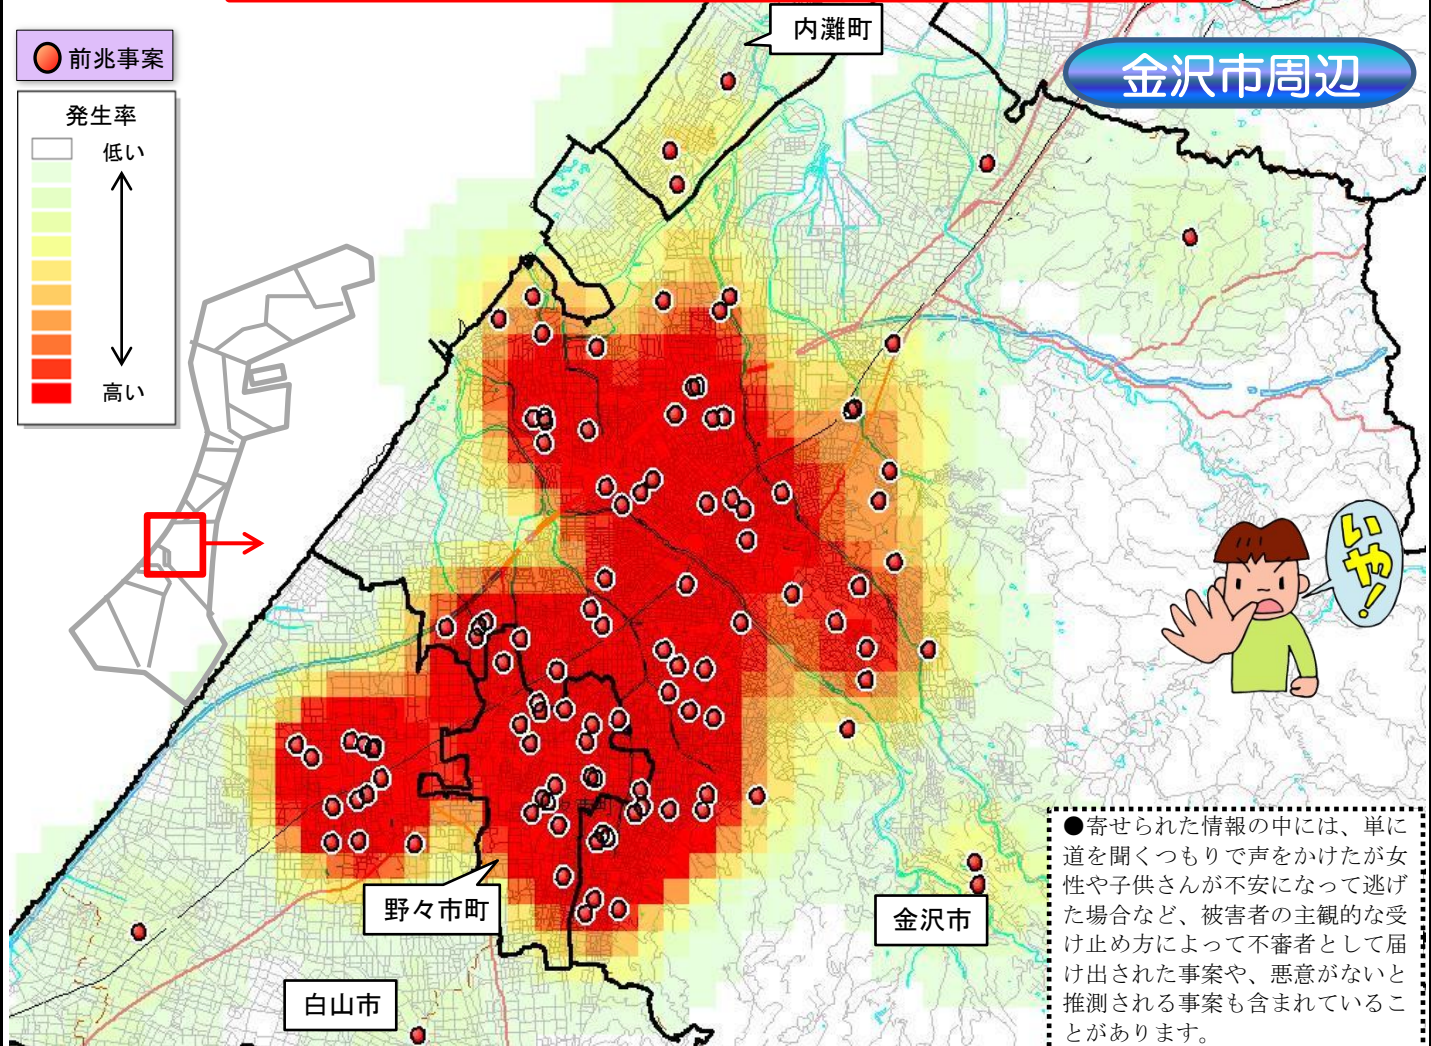 内灘町
前兆事案
金沢市周辺
発生率
低い
高い
いや!
野々市町
金沢市
白山市
●寄せられた情報の中には、単に
道を聞くつもりで声をかけたが女
性や子供さんが不安になって逃げ
た場合など、被害者の主観的な受
け止め方によって不審者として届
け出された事案や、悪意がないと
推測される事案も含まれているこ
とがあります。